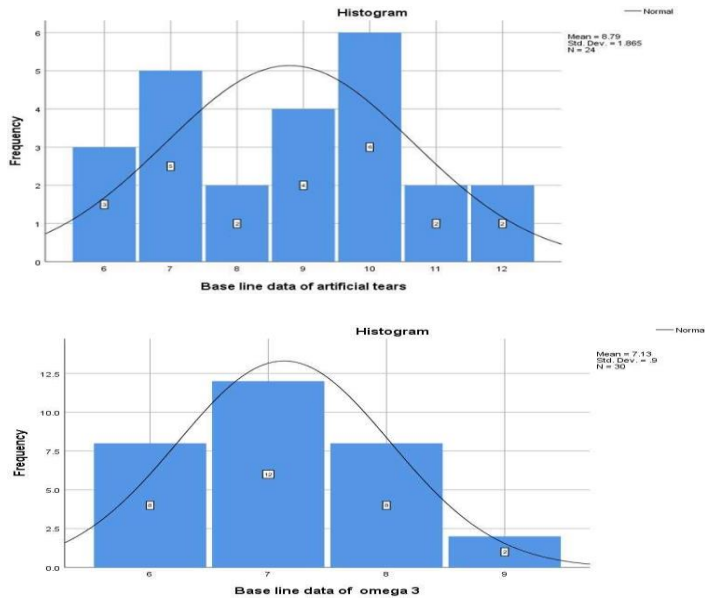 Histogram
Normal
Mean = 8.79
Std. Dev. = 1.865
N = 24
Frequency
6
5
4
3
2
1
0
3
5
2
4
6
2
2
6 7 8 9 10 11 12
Base line data of artificial tears
Histogram
Norma
Mean = 7.13
Std. Dev. = .9
N = 30
Frequency
12.5
10.0
7.5
5.0
2.5
0.0
8
12
8
2
6 7 8 9
Base line data of omega 3